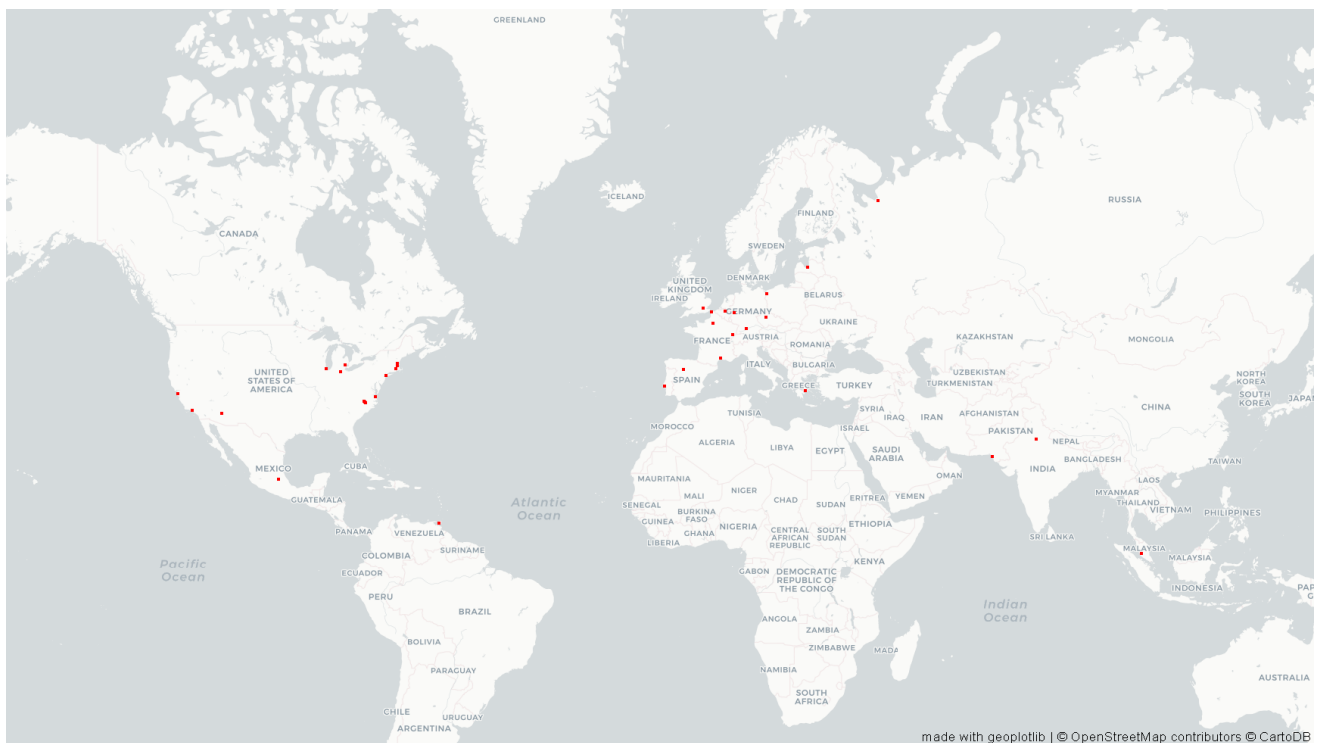 GREENLAND
ICELAND
RUSSIA
FINLAND
CANADA
SWEDEN
DENMARK
UNITED
KINGDOM
IRELAND
BELARUS
GERMANY
UKRAINE
FRANCE
AUSTRIA
ROMANIA
KAZAKHSTAN
MONGOLIA
ITALY
BULGARIA
UNITED
STATES OF
AMERICA
SPAIN
GREECE
TURKEY
UZBEKISTAN
TURKMENISTAN
NORTH
KOREA
SOUTH
KOREA
JAPA
CHINA
TUNISIA
SYRIA
IRAQ
IRAN
AFGHANISTAN
MOROCCO
ISRAEL
PAKISTAN
ALGERIA
LIBYA
EGYPT
SAUDI
ARABIA
NEPAL
BANGLADESH
TAIWAN
MEXICO
CUBA
INDIA
OMAN
MAURITANIA
LAOS
MALI
NIGER
CHAD
SUDAN
ERITREA
YEMEN
MYANMAR
THAILAND
VIETNAM
PHILIPPINES
GUATEMALA
Atlantic
Ocean
SENEGAL
BURKINA
FASO
GUINEA
NIGERIA
ETHIOPIA
PANAMA
VENEZUELA
GHANA
LIBERIA
CENTRAL
AFRICAN
REPUBLIC
SOUTH
SUDAN
SRI LANKA
SURINAME
COLOMBIA
MALAYSIA
MALAYSIA
Pacific
Ocean
ECUADOR
GABON
DEMOCRATIC
REPUBLIC OF
THE CONGO
KENYA
INDONESIA
PAP
G
PERU
BRAZIL
Indian
Ocean
ANGOLA
ZAMBIA
BOLIVIA
ZIMBABWE
MADA
PARAGUAY
NAMIBIA
AUSTRALIA
SOUTH
AFRICA
CHILE
URUGUAY
ARGENTINA
made with geoplotlib | © OpenStreetMap contributors © CartoDB